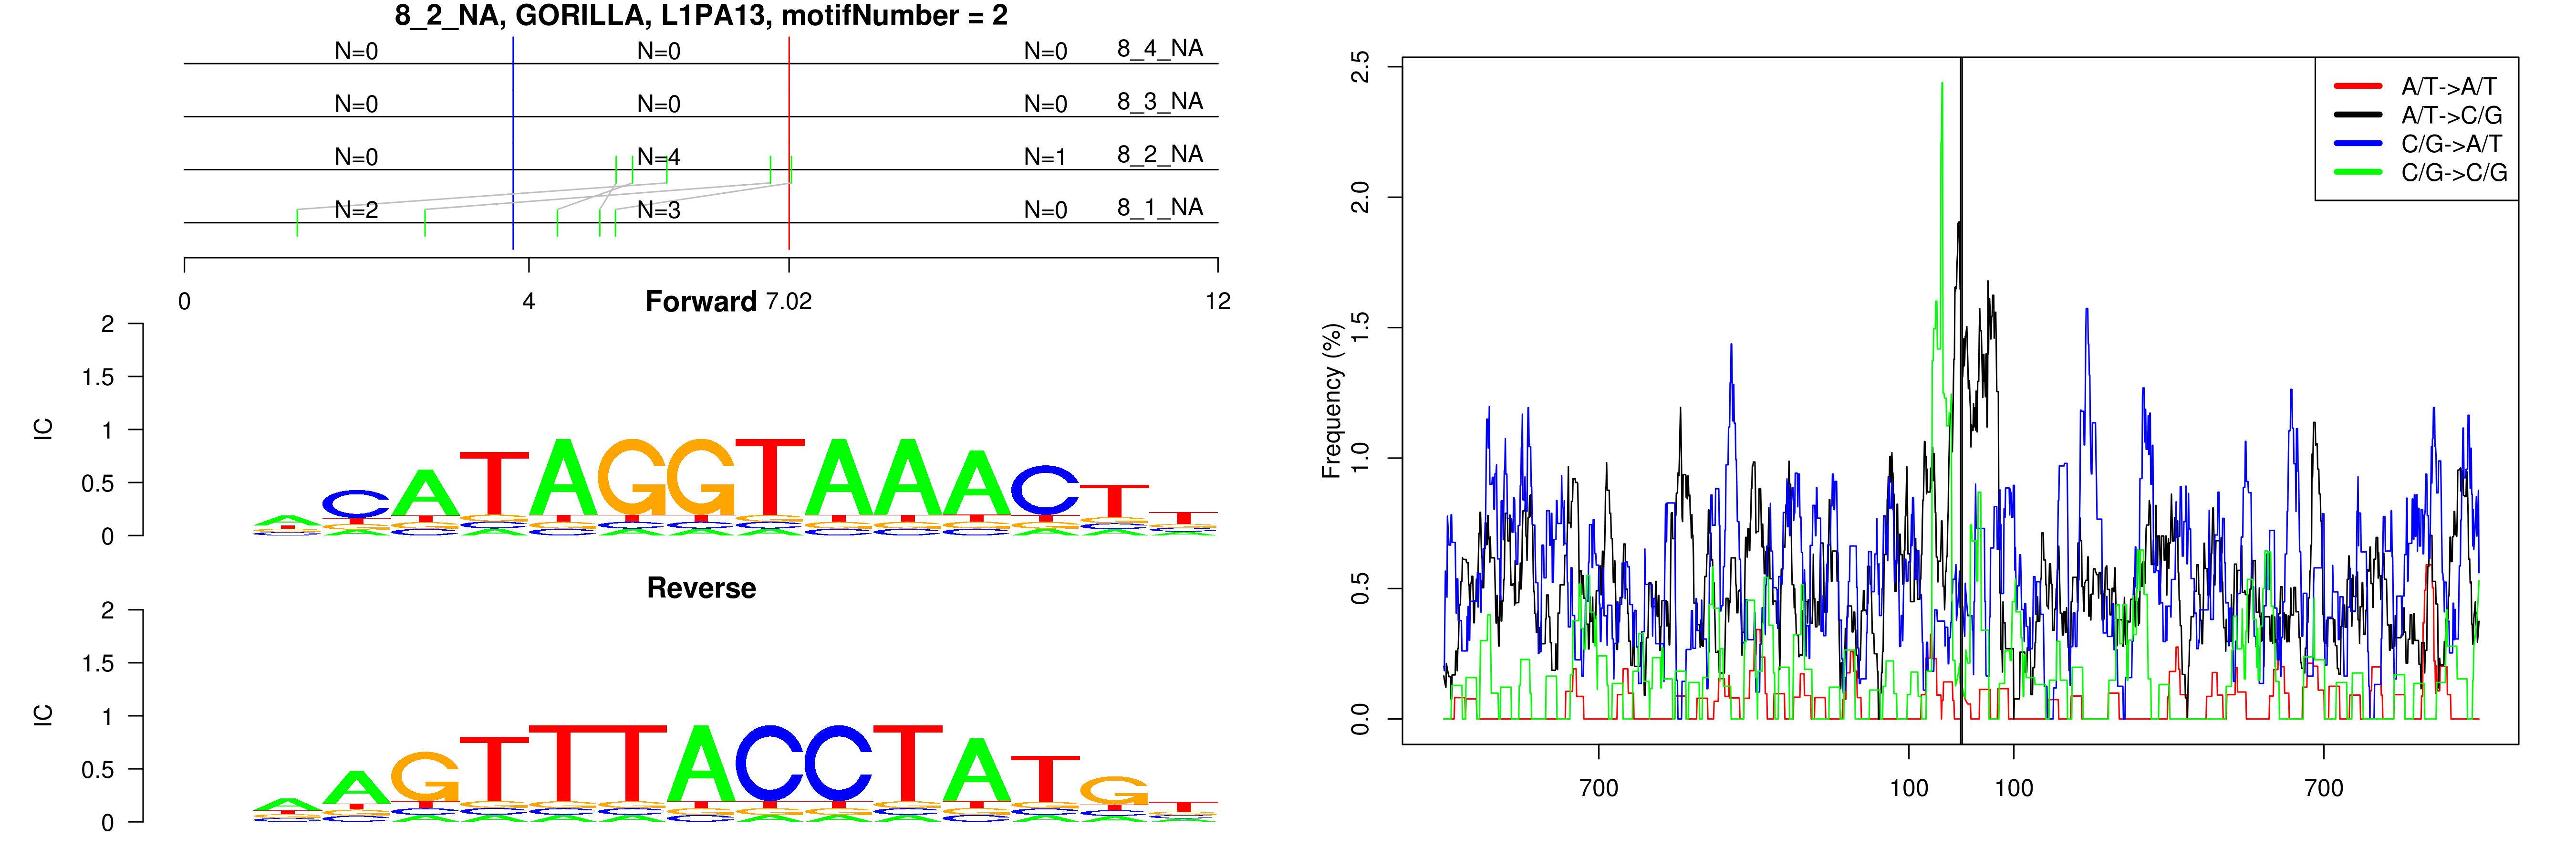 8_2_NA, GORILLA, L1PA13, motifNumber = 2
N=0 N=0 N=0 8_4_NA
N=0 N=0 N=0 8_3_NA
N=0 N=4 N=1 8_2_NA
N=2 N=3 N=0 8_1_NA
0 4 7.02 12
Forward
IC
2
1.5
1
0.5
0
ACATAGGTAAACTT
Reverse
IC
2
1.5
1
0.5
0
AAGTTTACCTATGT
Frequency (%)
2.5
2.0
1.5
1.0
0.5
0.0
700 100 100 700
A/T->A/T
A/T->C/G
C/G->A/T
C/G->C/G